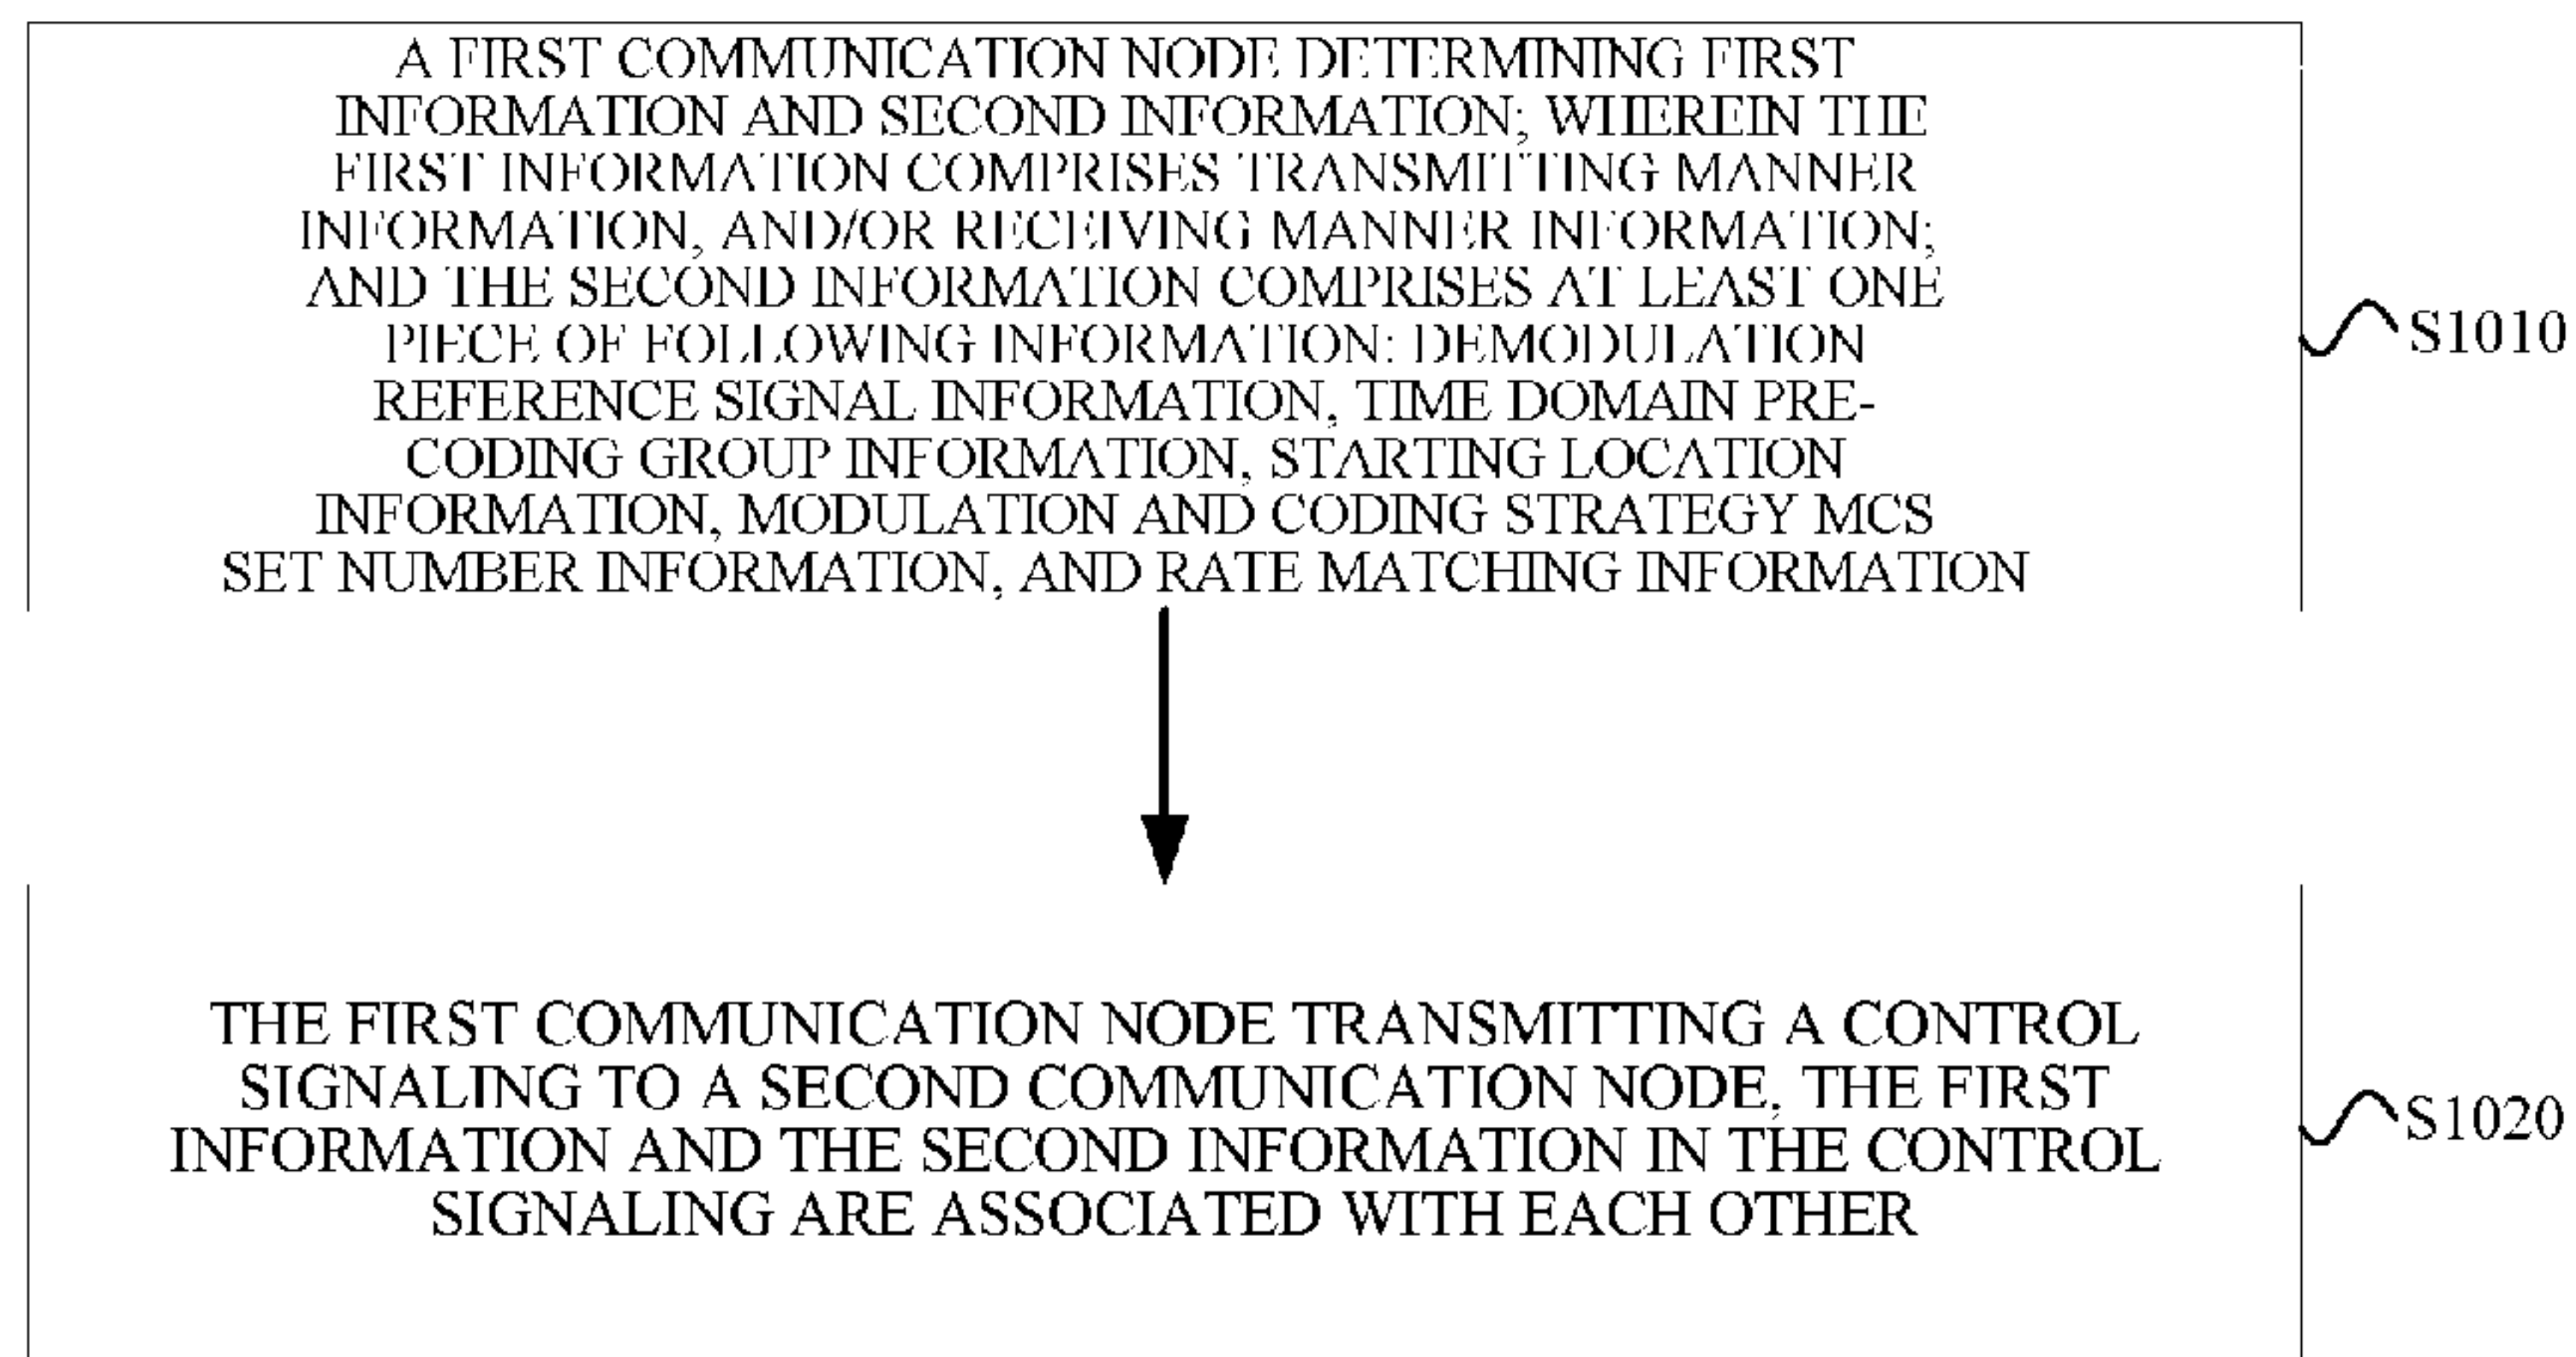 A FIRST COMMUNICATION NODE DETERMINING FIRST
INFORMATION AND SECOND INFORMATION; WHEREIN THE
FIRST INFORMATION COMPRISES TRANSMITTING MANNER
INFORMATION, AND/OR RECEIVING MANNER INFORMATION;
AND THE SECOND INFORMATION COMPRISES AT LEAST ONE
PIECE OF FOLLOWING INFORMATION: DEMODULATION
REFERENCE SIGNAL INFORMATION, TIME DOMAIN PRE-
CODING GROUP INFORMATION, STARTING LOCATION
INFORMATION, MODULATION AND CODING STRATEGY MCS
SET NUMBER INFORMATION, AND RATE MATCHING INFORMATION
S1010
THE FIRST COMMUNICATION NODE TRANSMITTING A CONTROL
SIGNALING TO A SECOND COMMUNICATION NODE, THE FIRST
INFORMATION AND THE SECOND INFORMATION IN THE CONTROL
SIGNALING ARE ASSOCIATED WITH EACH OTHER
S1020